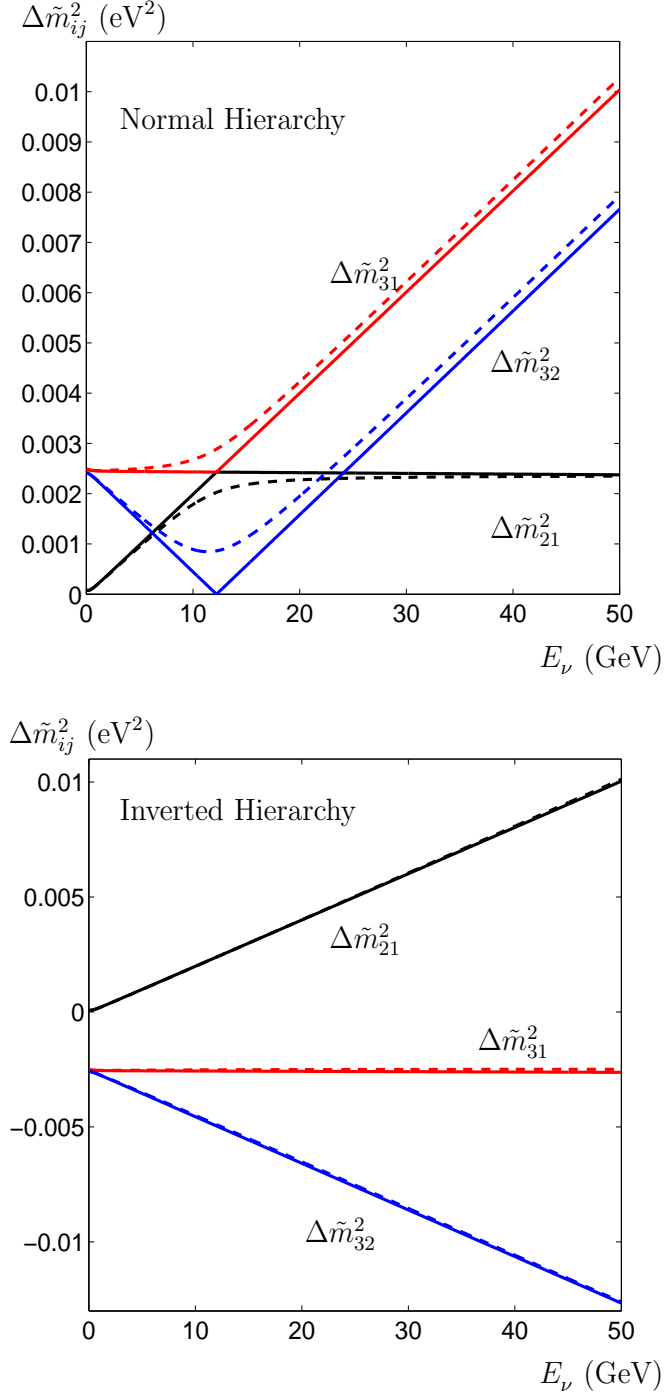 Δm̃²ᵢⱼ (eV²)
0.01
0.009
0.008
0.007
0.006
0.005
0.004
0.003
0.002
0.001
0
Normal Hierarchy
Δm̃²₃₁
Δm̃²₃₂
Δm̃²₂₁
0 10 20 30 40 50
E_ν (GeV)
Δm̃²ᵢⱼ (eV²)
0.01
0.005
0
−0.005
−0.01
Inverted Hierarchy
Δm̃²₂₁
Δm̃²₃₁
Δm̃²₃₂
0 10 20 30 40 50
E_ν (GeV)